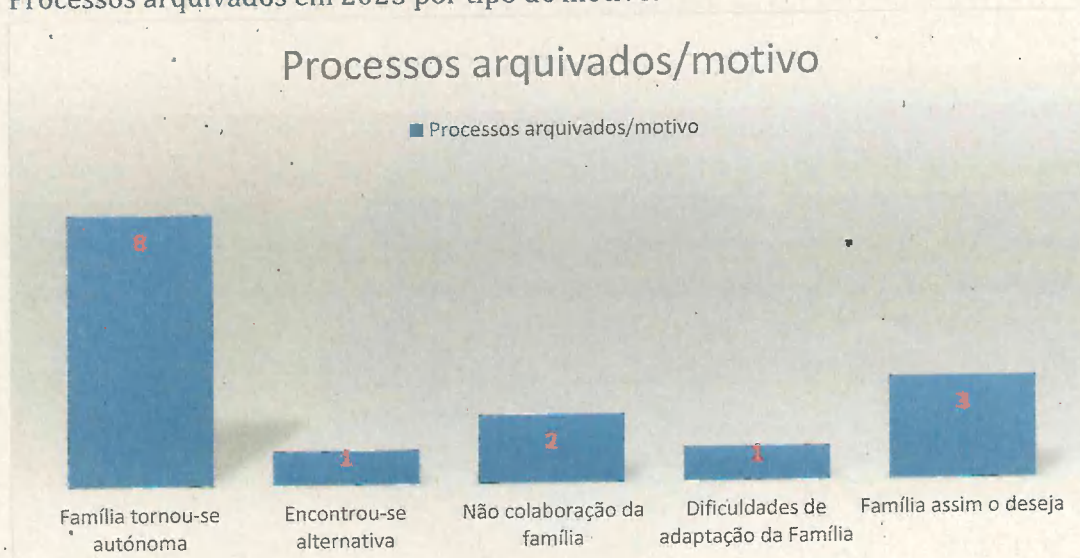 Processos arquivados/motivo
Processos arquivados/motivo
8
1
2
1
3
Família tornou-se
autónoma
Encontrou-se
alternativa
Não colaboração da
família
Dificuldades de
adaptação da Família
Família assim o deseja